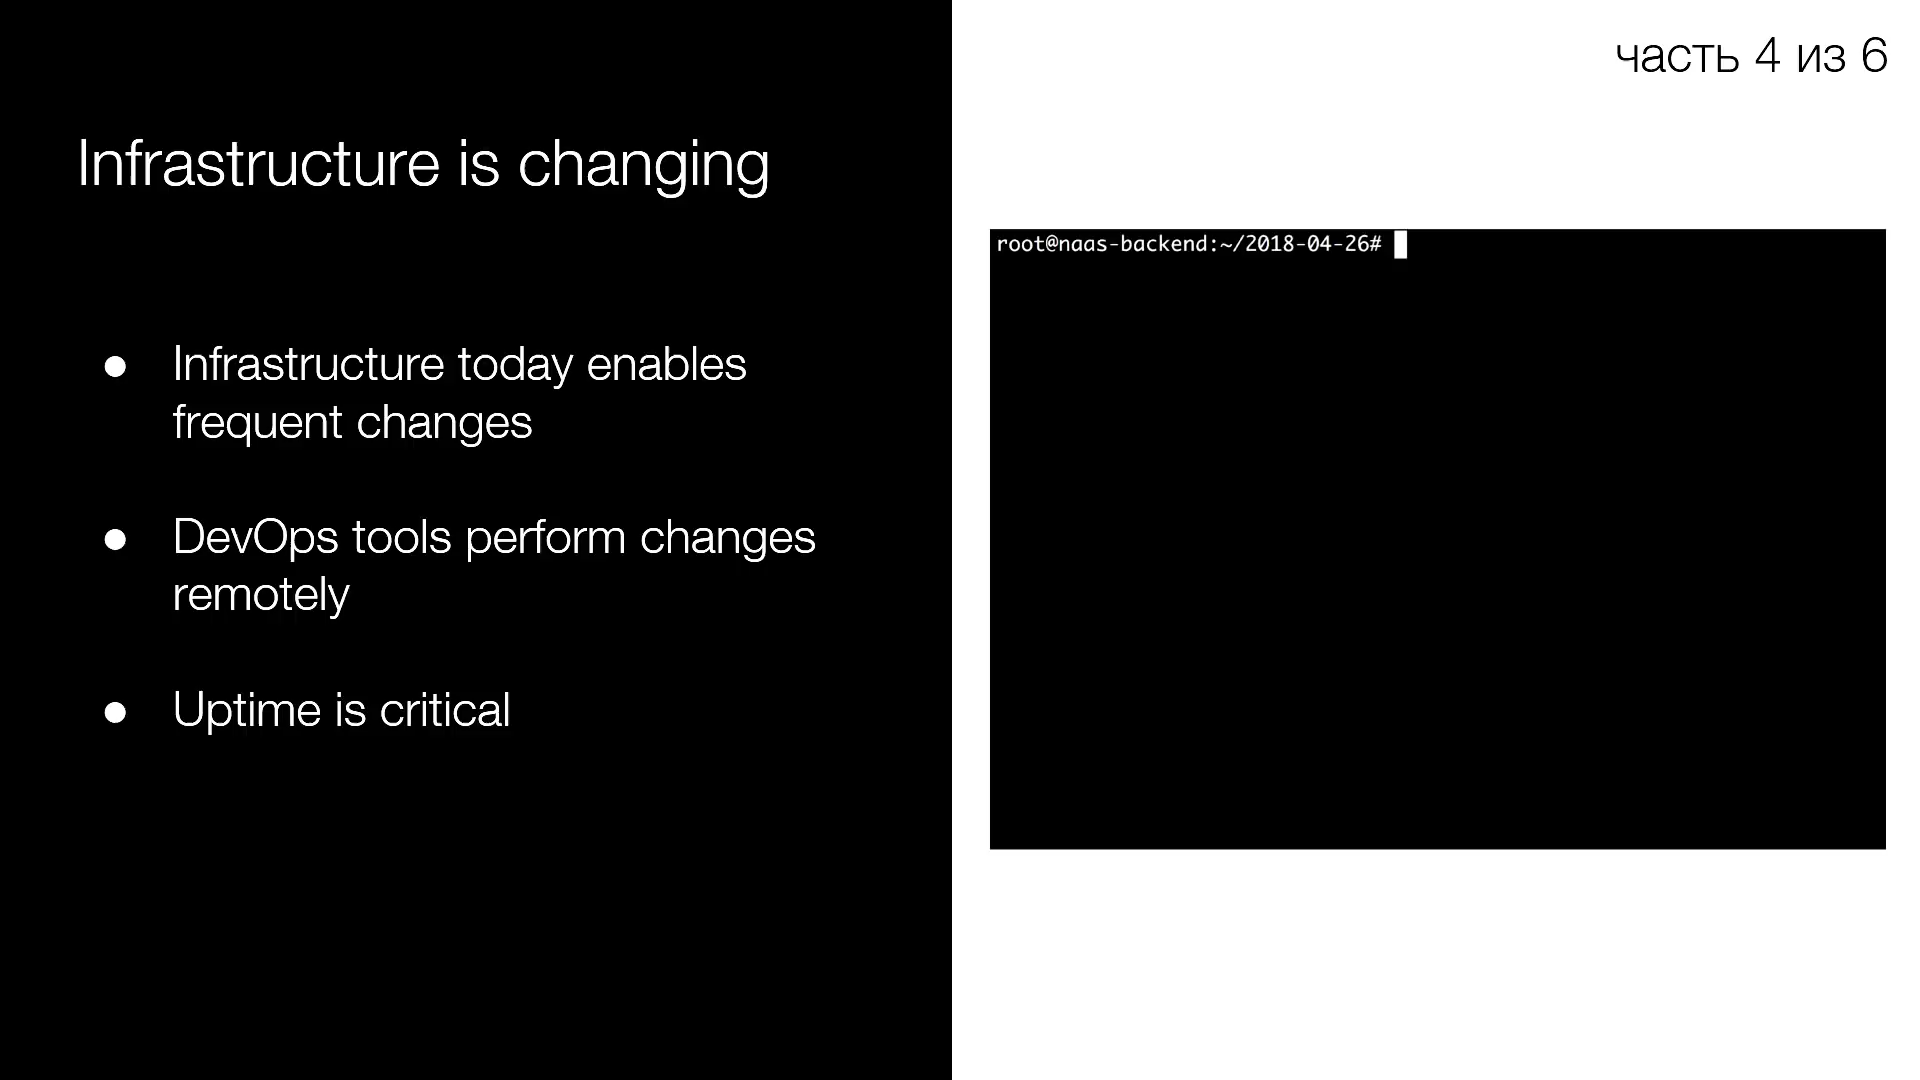 часть 4 из 6
Infrastructure is changing
● Infrastructure today enables
frequent changes
● DevOps tools perform changes
remotely
● Uptime is critical
root@naas-backend:~/2018-04-26#